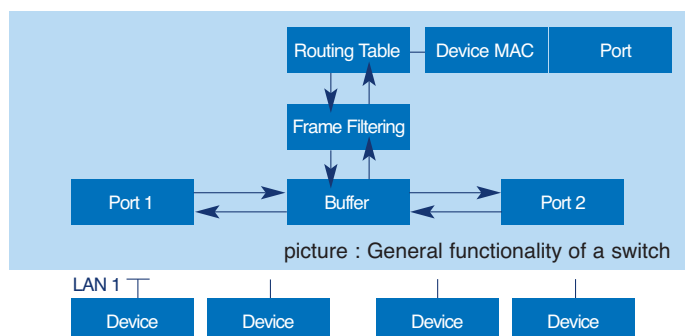 Routing Table Device MAC Port
Frame Filtering
Port 1 Buffer Port 2
picture : General functionality of a switch
LAN 1
Device Device Device Device